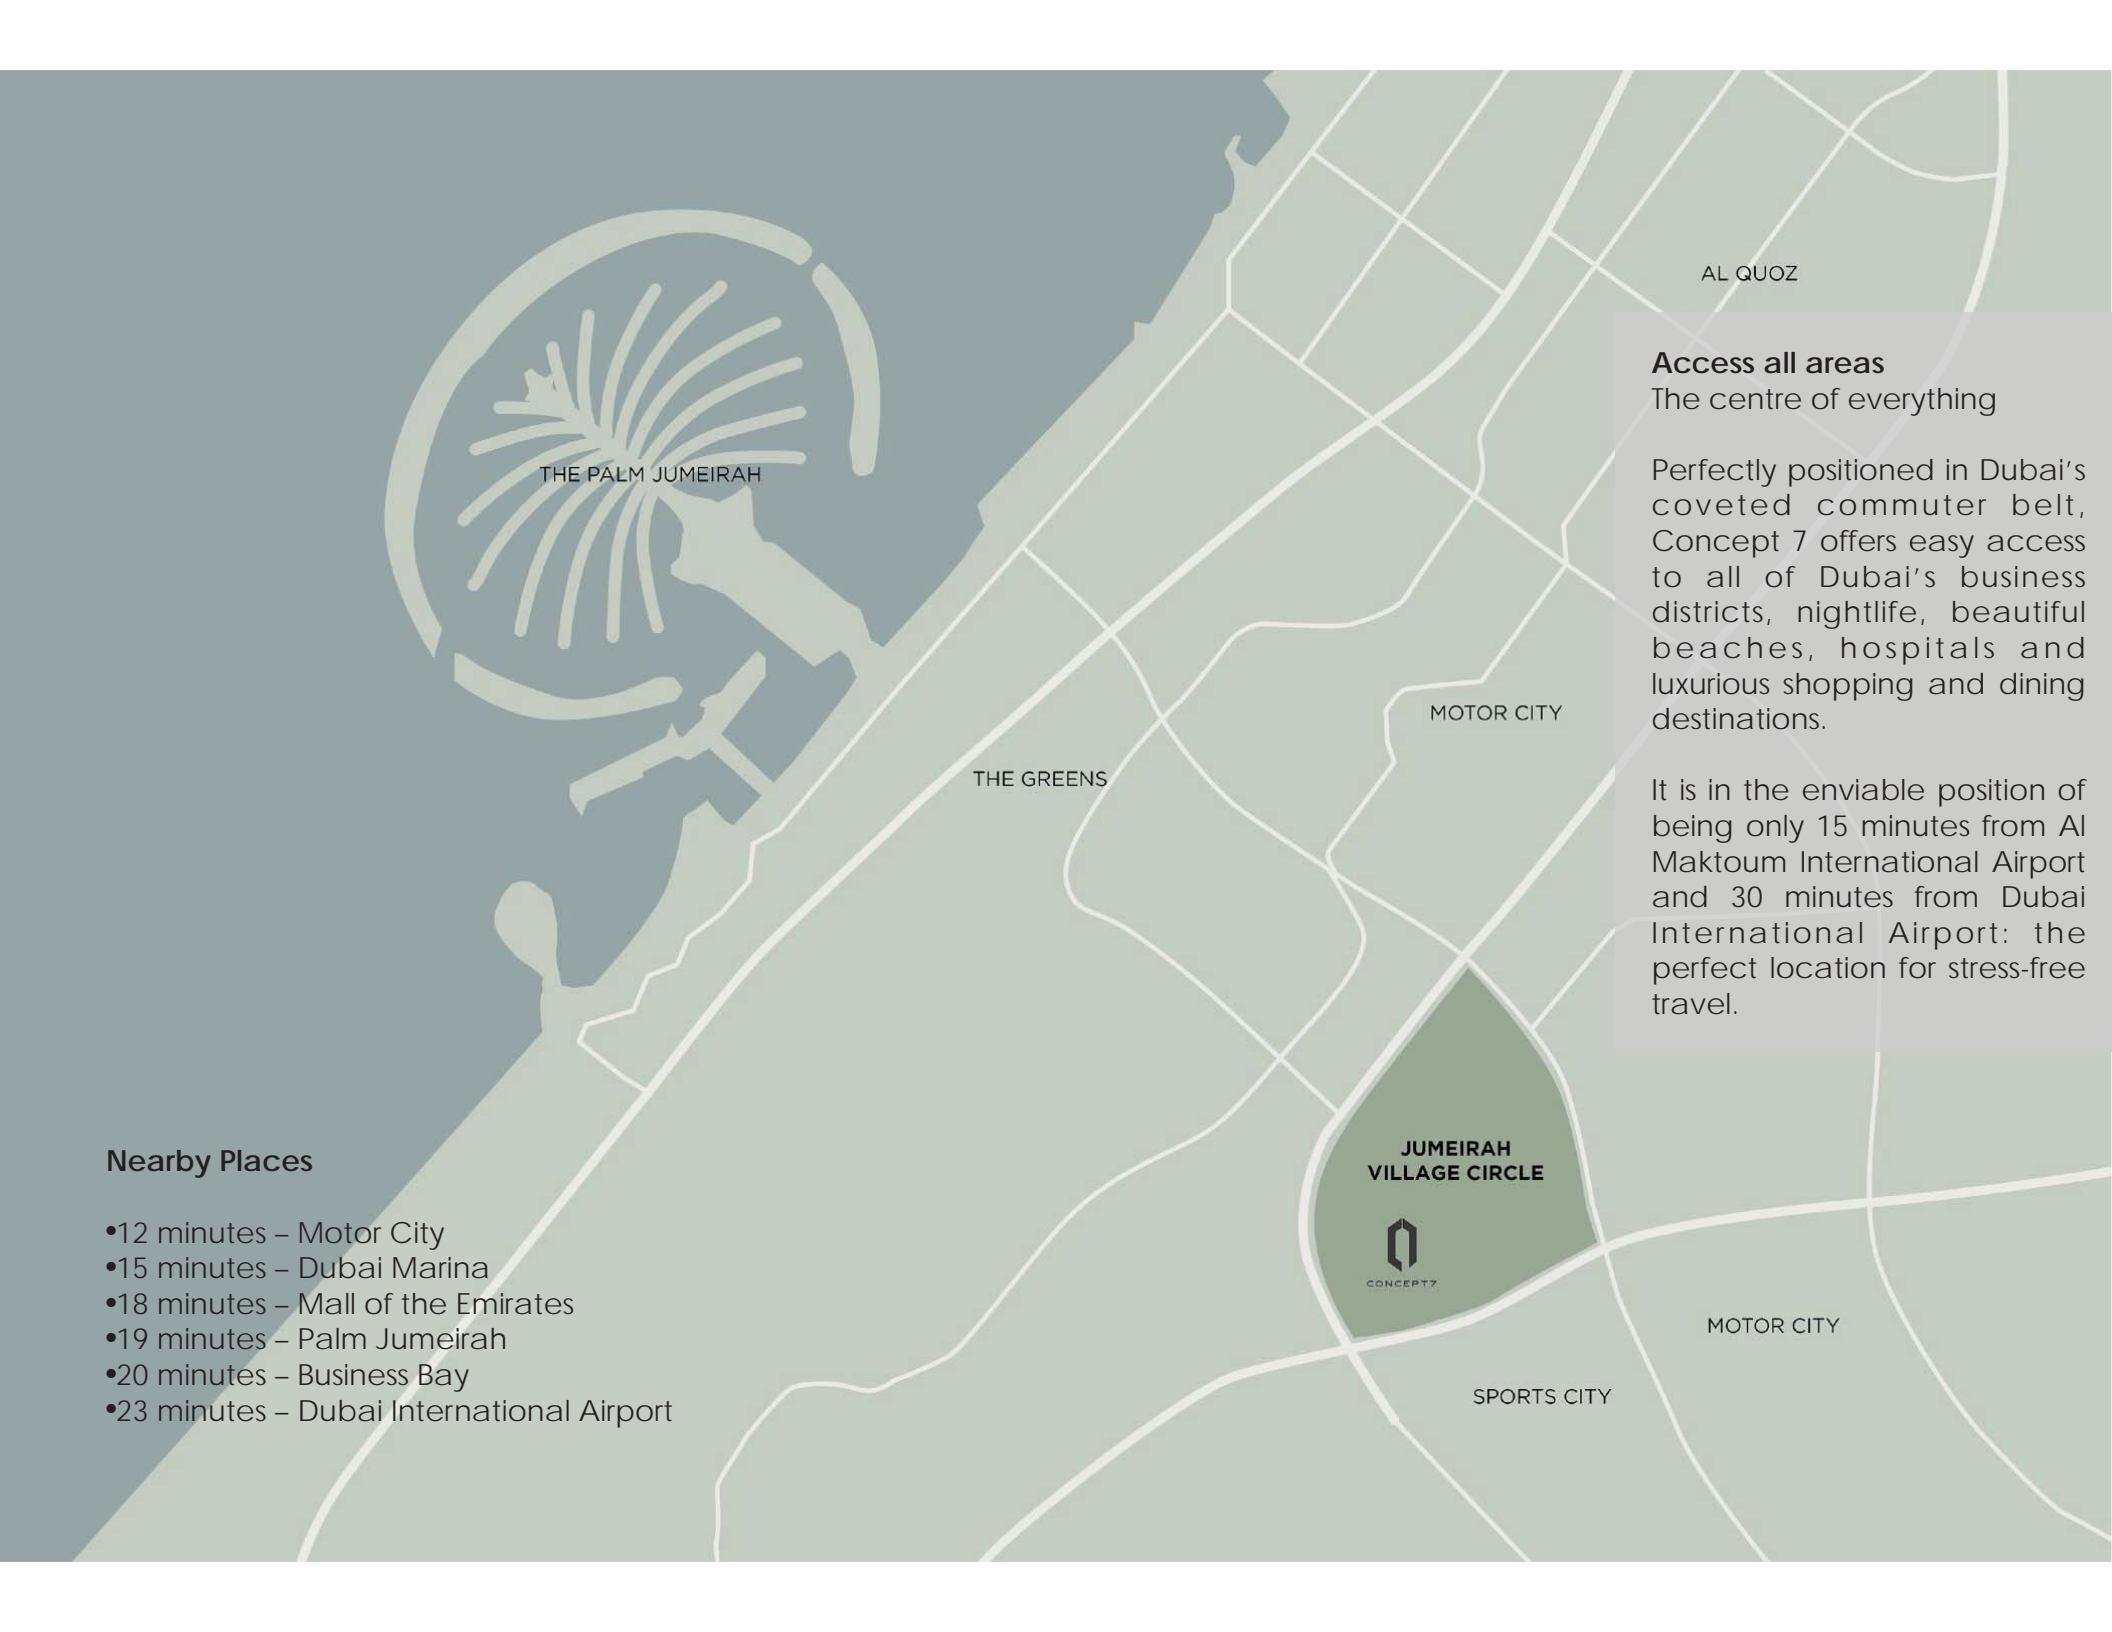 AL QUOZ
Access all areas
The centre of everything
Perfectly positioned in Dubai's
coveted commuter belt,
Concept 7 offers easy access
to all of Dubai's business
districts, nightlife, beautiful
beaches, hospitals and
luxurious shopping and dining
destinations.
It is in the enviable position of
being only 15 minutes from Al
Maktoum International Airport
and 30 minutes from Dubai
International Airport: the
perfect location for stress-free
travel.
THE PALM JUMEIRAH
MOTOR CITY
THE GREENS
JUMEIRAH
VILLAGE CIRCLE
CONCEPT7
MOTOR CITY
SPORTS CITY
Nearby Places
•12 minutes – Motor City
•15 minutes – Dubai Marina
•18 minutes – Mall of the Emirates
•19 minutes – Palm Jumeirah
•20 minutes – Business Bay
•23 minutes – Dubai International Airport